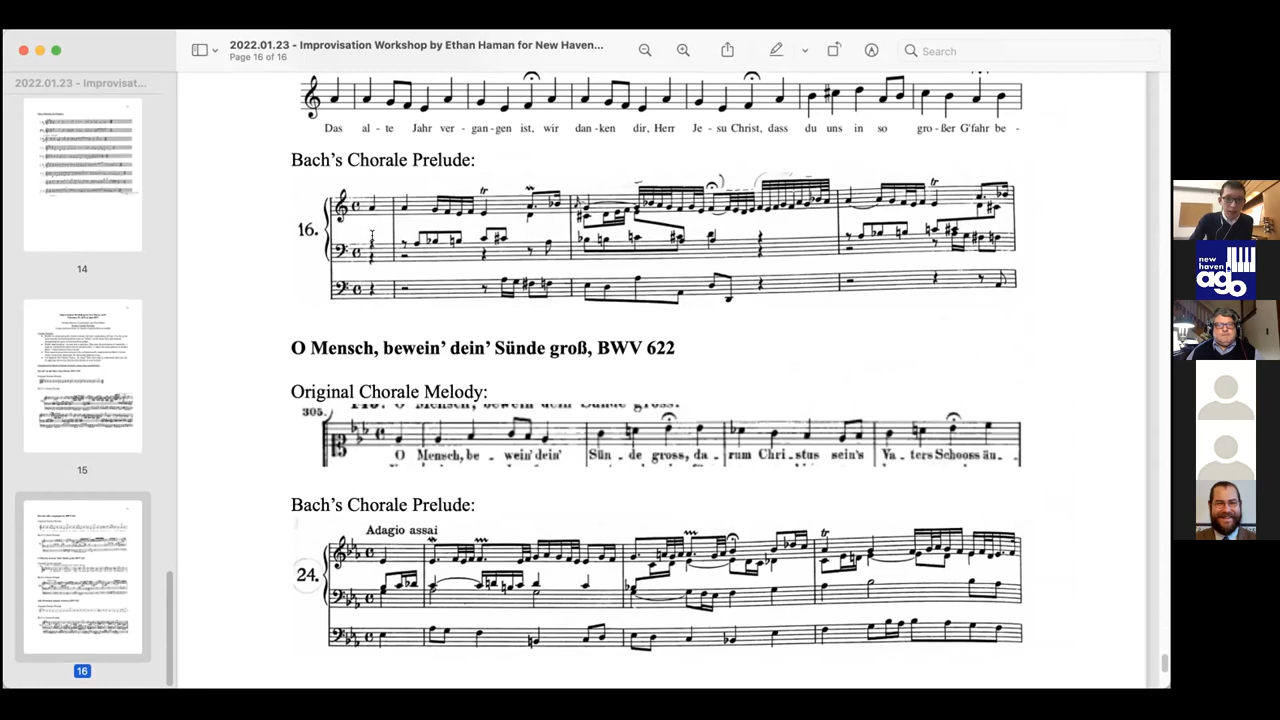 2022.01.23 - Improvisation Workshop by Ethan Haman for New Haven...
Page 16 of 16
Search
2022.01.23 - Improvisat...
14
15
16
Das al - te Jahr ver - gan - gen ist, wir dan - ken dir, Herr Je - su Christ, dass du uns in so gro - ßer G'fahr be -
Bach's Chorale Prelude:
16.
O Mensch, bewein' dein' Sünde groß, BWV 622
Original Chorale Melody:
305.
O Mensch, be - wein' dein' Sün - de gross, da - rum Chri - stus sein's Va - ters Schooss äu -
Bach's Chorale Prelude:
Adagio assai
24.
new haven
ago